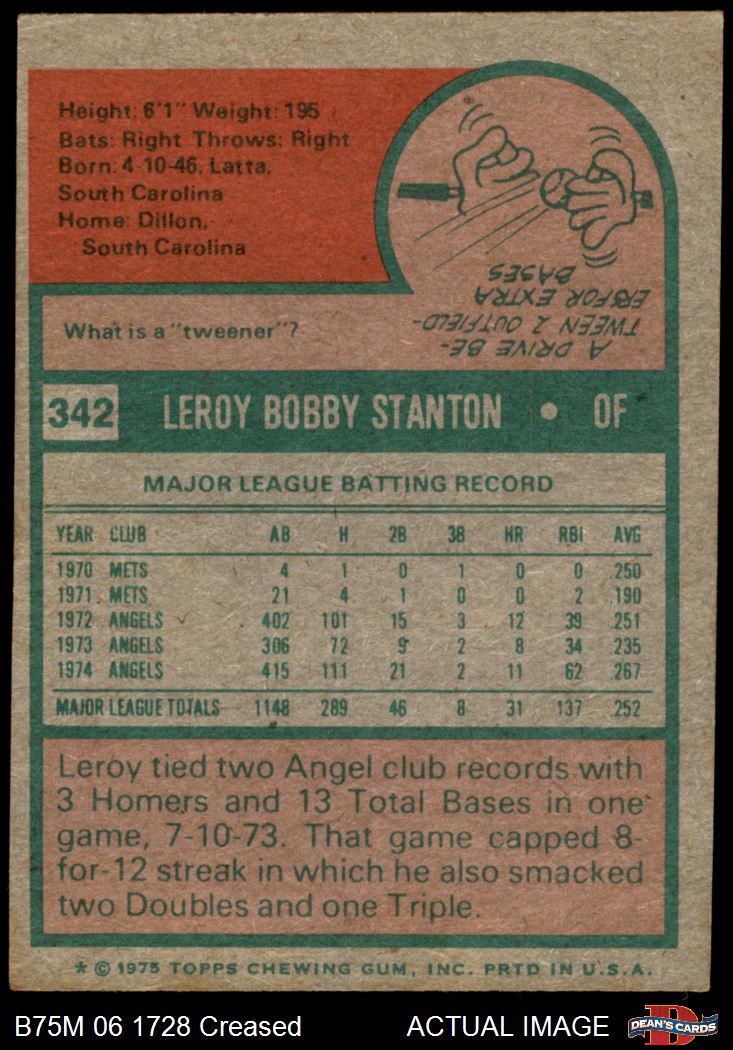 Height: 6'1" Weight: 195
Bats: Right Throws: Right
Born: 4-10-46, Latta,
South Carolina
Home: Dillon,
South Carolina
What is a "tweener"?
A DRIVE BE-
TWEEN 2 OUTFIELD-
ERS FOR EXTRA
BASES
342 LEROY BOBBY STANTON • OF
MAJOR LEAGUE BATTING RECORD
YEAR CLUB AB H 2B 3B HR RBI AVG
1970 METS 4 1 0 1 0 0 .250
1971 METS 21 4 1 0 0 2 .190
1972 ANGELS 402 101 15 3 12 39 .251
1973 ANGELS 306 72 9 2 8 34 .235
1974 ANGELS 415 111 21 2 11 62 .267
MAJOR LEAGUE TOTALS 1148 289 46 8 31 137 .252
Leroy tied two Angel club records with
3 Homers and 13 Total Bases in one
game, 7-10-73. That game capped 8-
for-12 streak in which he also smacked
two Doubles and one Triple.
* © 1975 TOPPS CHEWING GUM, INC. PRTD IN U.S.A.
B75M 06 1728 Creased ACTUAL IMAGE DEAN'S CARDS